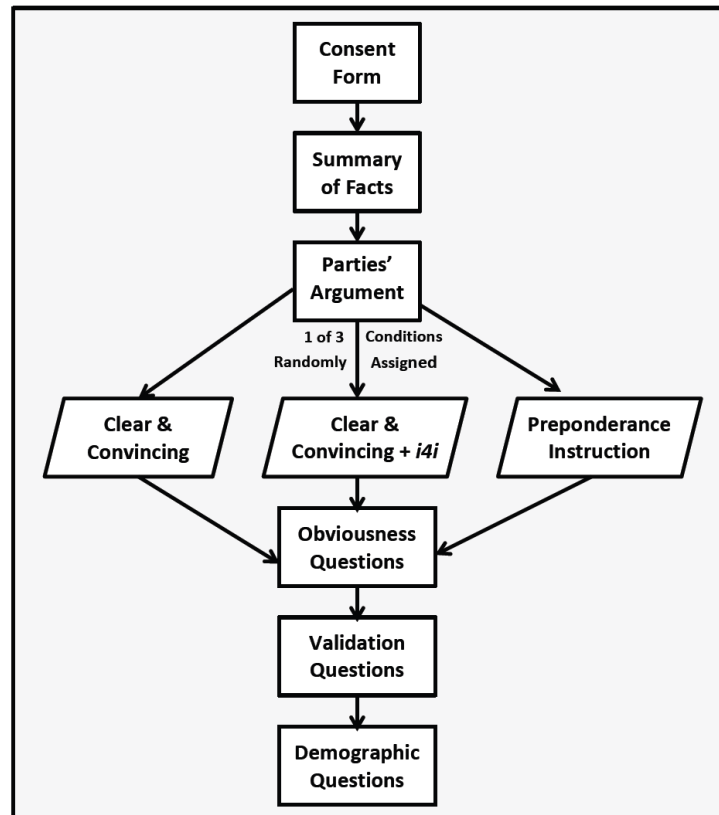 Consent
Form
Summary
of Facts
Parties’
Argument
1 of 3 Conditions
Randomly Assigned
Clear &
Convincing
Clear &
Convincing + i4i
Preponderance
Instruction
Obviousness
Questions
Validation
Questions
Demographic
Questions